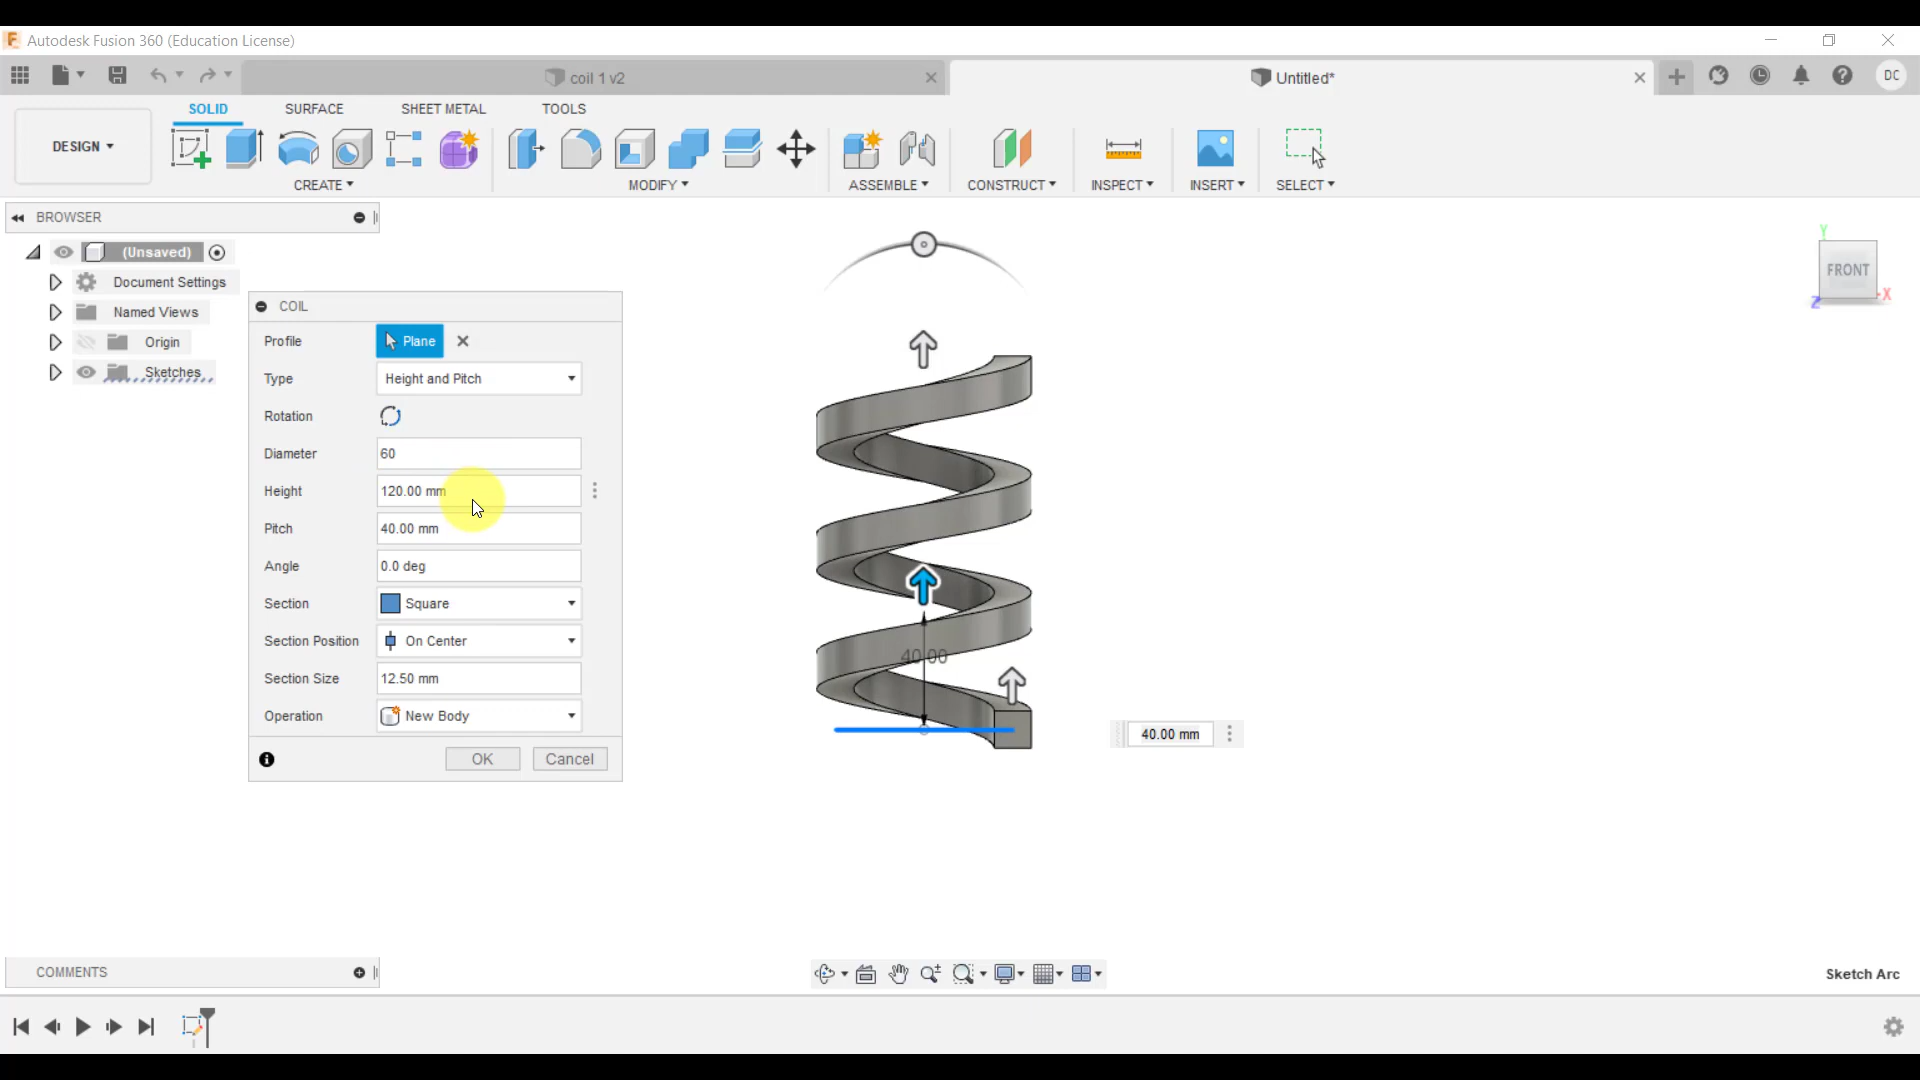 Autodesk Fusion 360 (Education License)
coil 1 v2
Untitled*
DC
DESIGN
SOLID
SURFACE
SHEET METAL
TOOLS
CREATE
MODIFY
ASSEMBLE
CONSTRUCT
INSPECT
INSERT
SELECT
BROWSER
(Unsaved)
Document Settings
Named Views
Origin
Sketches
COIL
Profile Plane
Type Height and Pitch
Rotation
Diameter 60
Height 120.00 mm
Pitch 40.00 mm
Angle 0.0 deg
Section Square
Section Position On Center
Section Size 12.50 mm
Operation New Body
OK Cancel
40.00
40.00 mm
Y
FRONT
X
Z
COMMENTS
Sketch Arc